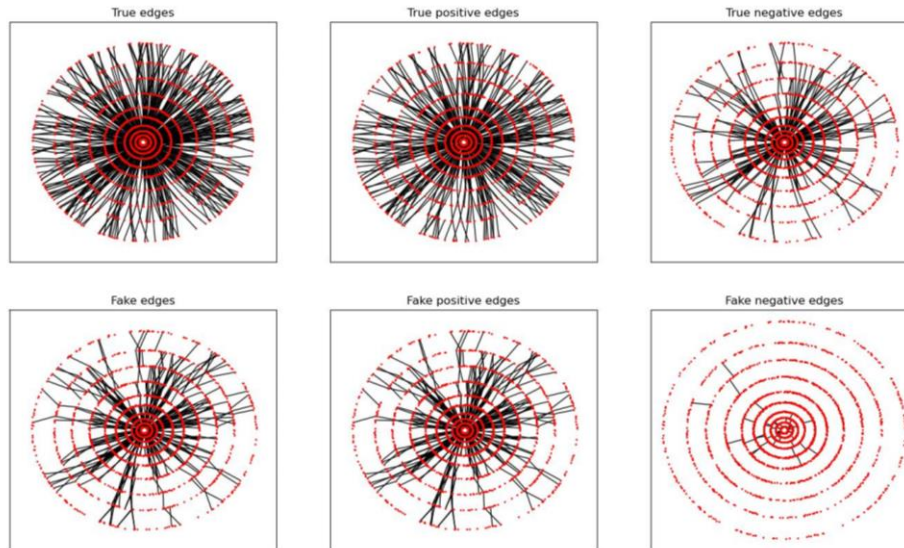 True edges
True positive edges
True negative edges
Fake edges
Fake positive edges
Fake negative edges